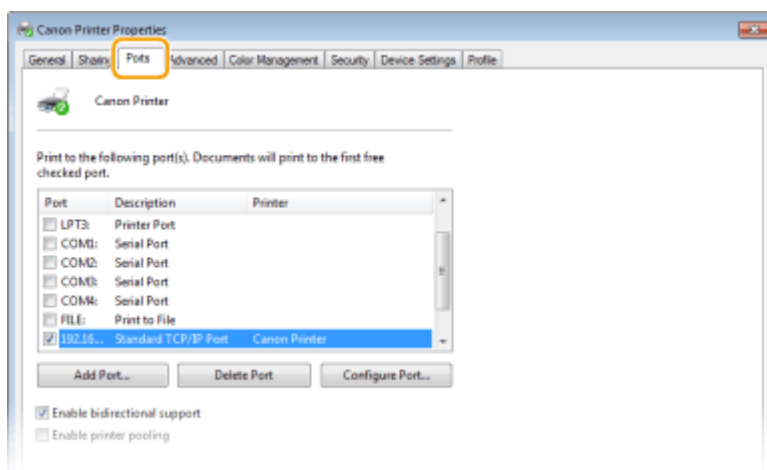 Canon Printer Properties
General Sharing Ports Advanced Color Management Security Device Settings Profile
Canon Printer
Print to the following port(s). Documents will print to the first free
checked port.
Port Description Printer
LPT3: Printer Port
COM1: Serial Port
COM2: Serial Port
COM3: Serial Port
COM4: Serial Port
FILE: Print to File
192.16... Standard TCP/IP Port Canon Printer
Add Port... Delete Port Configure Port...
Enable bidirectional support
Enable printer pooling